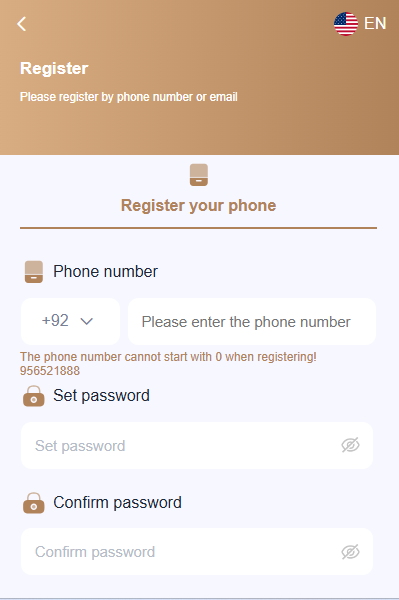 EN
Register
Please register by phone number or email
Register your phone
Phone number
+92
Please enter the phone number
The phone number cannot start with 0 when registering!
956521888
Set password
Set password
Confirm password
Confirm password